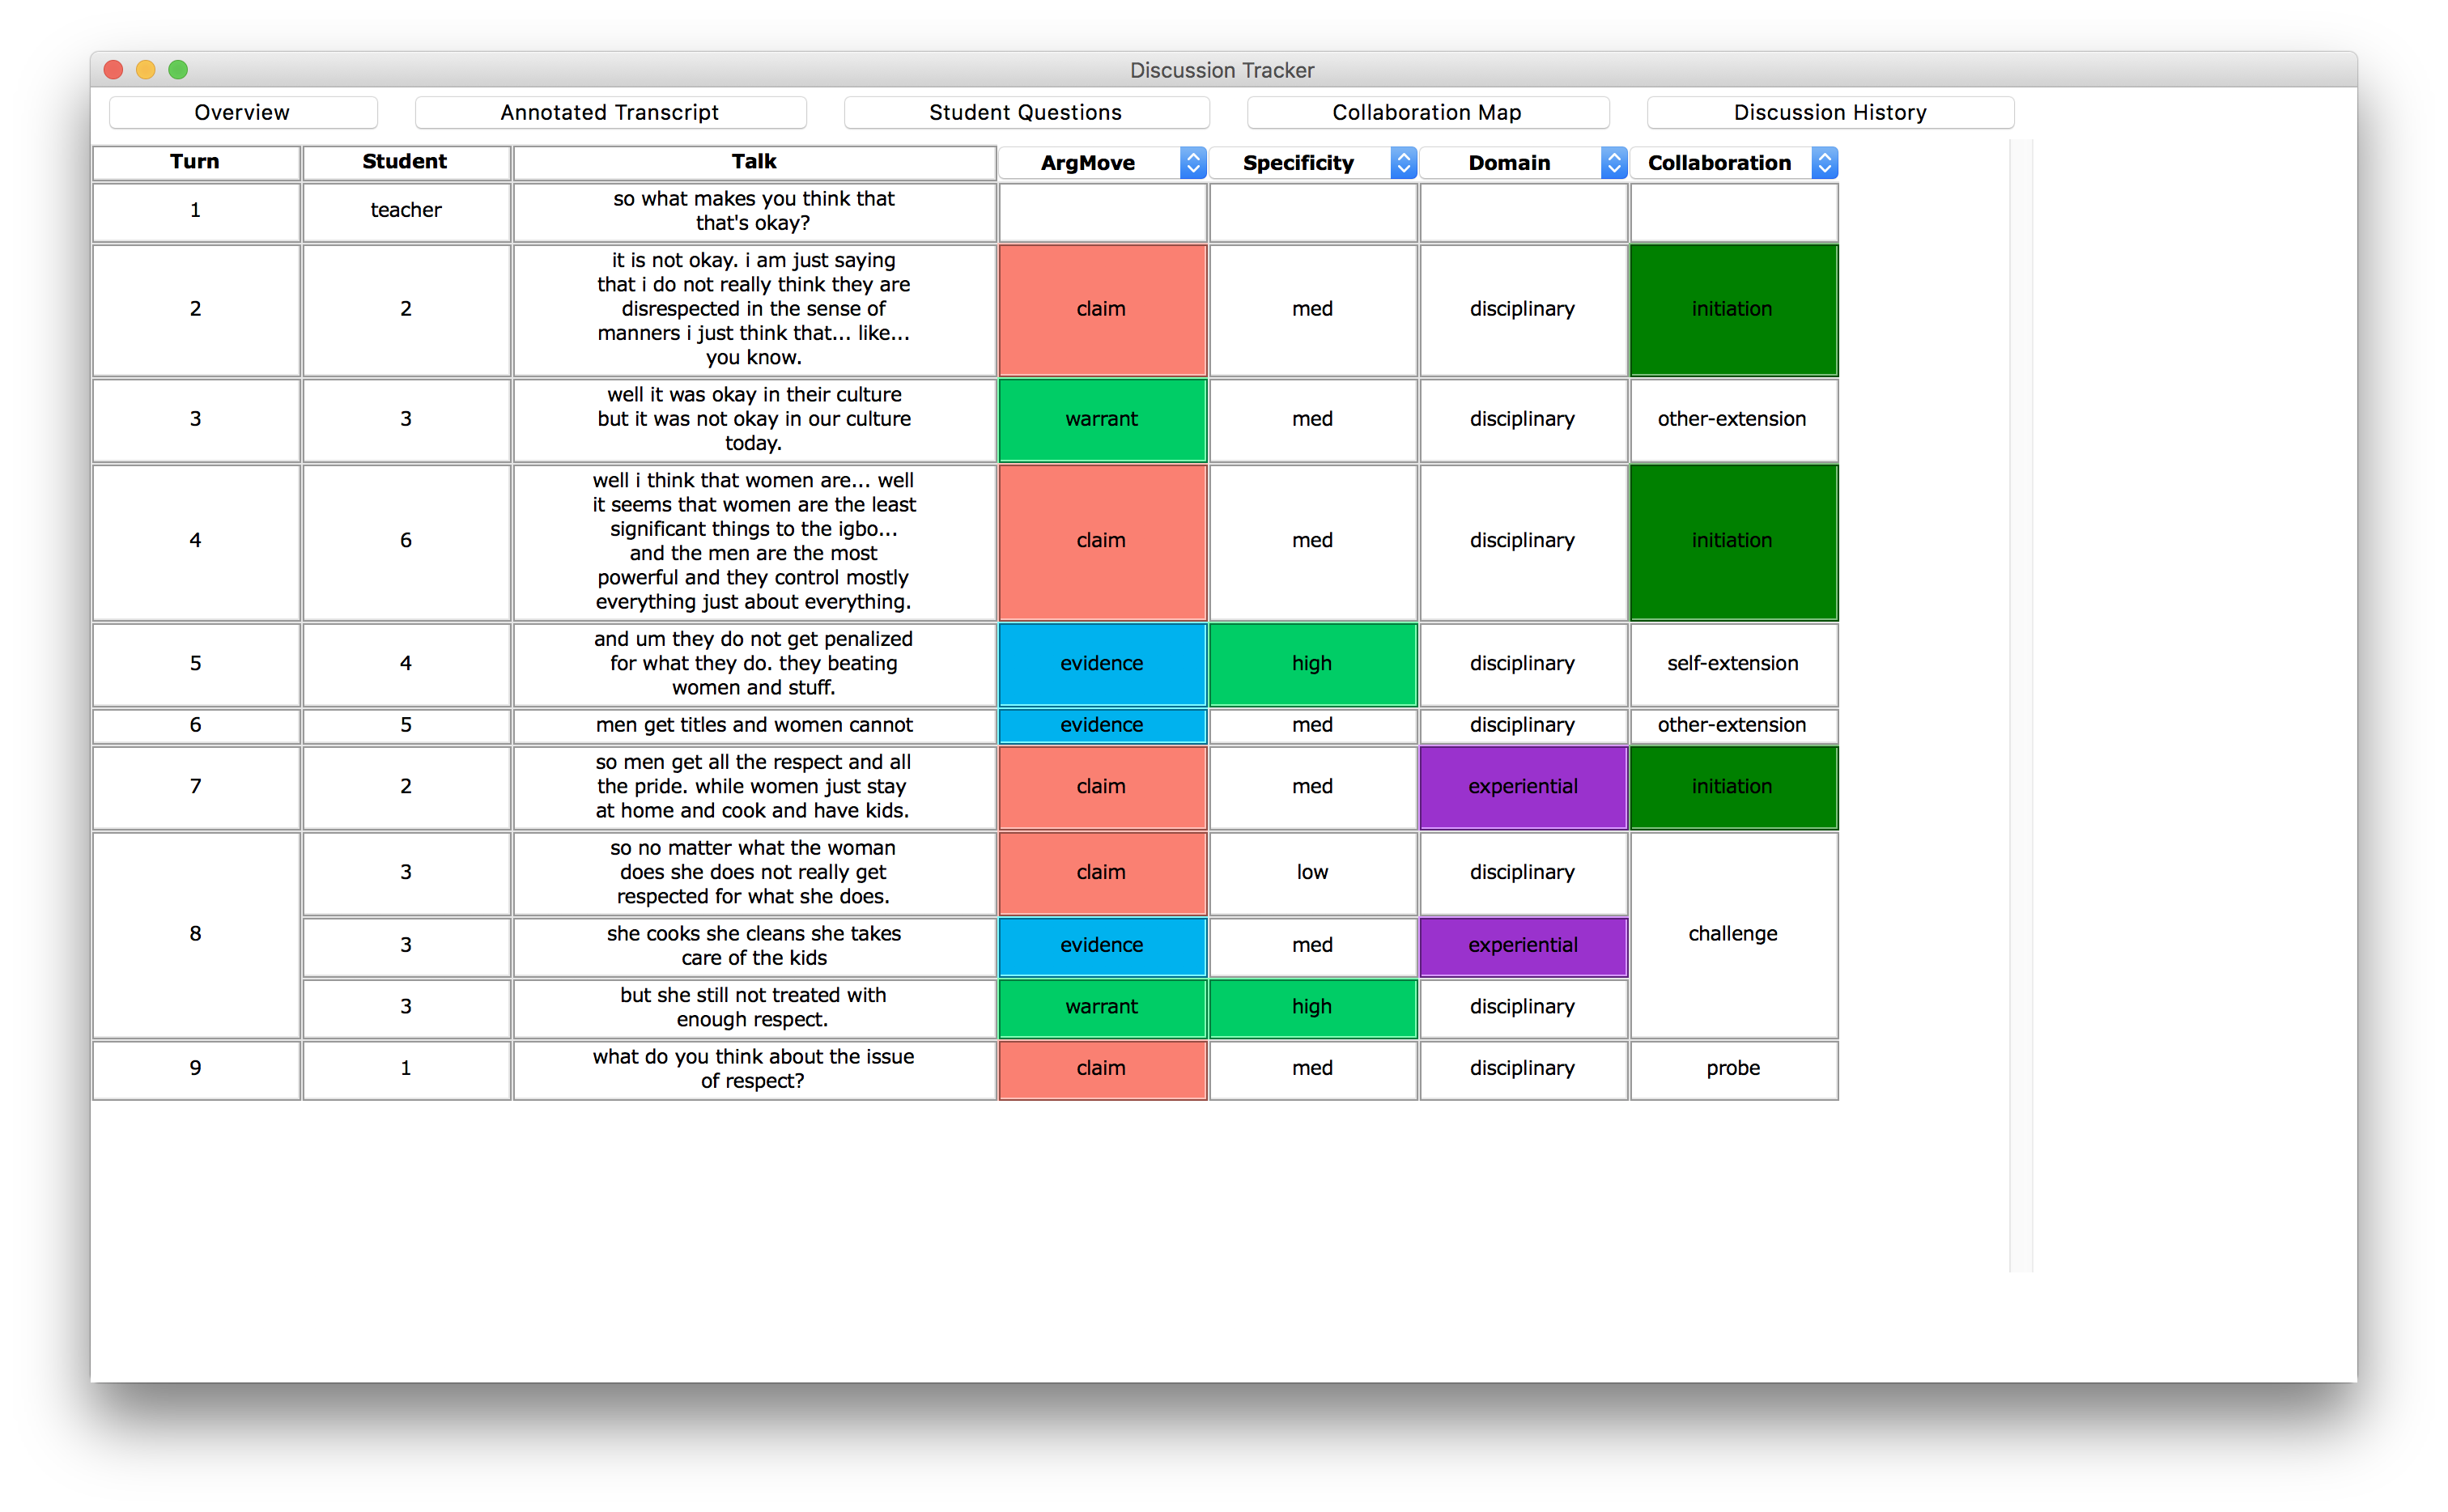 Discussion Tracker
Overview
Annotated Transcript
Student Questions
Collaboration Map
Discussion History
Turn
Student
Talk
ArgMove
Specificity
Domain
Collaboration
1
teacher
so what makes you think that
that's okay?
2
2
it is not okay. i am just saying
that i do not really think they are
disrespected in the sense of
manners i just think that... like...
you know.
claim
med
disciplinary
initiation
3
3
well it was okay in their culture
but it was not okay in our culture
today.
warrant
med
disciplinary
other-extension
4
6
well i think that women are... well
it seems that women are the least
significant things to the igbo...
and the men are the most
powerful and they control mostly
everything just about everything.
claim
med
disciplinary
initiation
5
4
and um they do not get penalized
for what they do. they beating
women and stuff.
evidence
high
disciplinary
self-extension
6
5
men get titles and women cannot
evidence
med
disciplinary
other-extension
7
2
so men get all the respect and all
the pride. while women just stay
at home and cook and have kids.
claim
med
experiential
initiation
8
3
so no matter what the woman
does she does not really get
respected for what she does.
claim
low
disciplinary
challenge
3
she cooks she cleans she takes
care of the kids
evidence
med
experiential
3
but she still not treated with
enough respect.
warrant
high
disciplinary
9
1
what do you think about the issue
of respect?
claim
med
disciplinary
probe